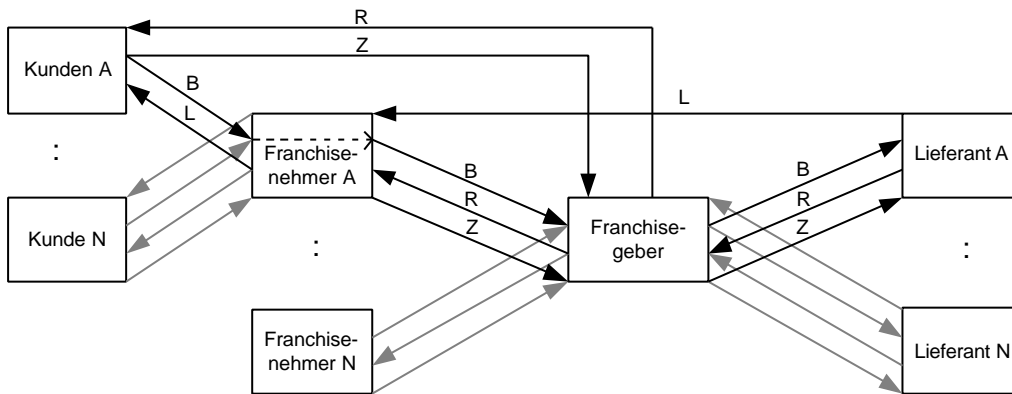 R
Z
Kunden A
B
L
:
L
Franchise-
nehmer A
B
R
Z
:
Kunde N
Franchise-
geber
B
R
Z
Lieferant A
:
Franchise-
nehmer N
Lieferant N